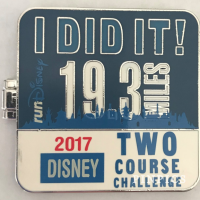 I DID IT!
runDisney
19.3
MILES
2017
DISNEY
TWO
COURSE
CHALLENGE